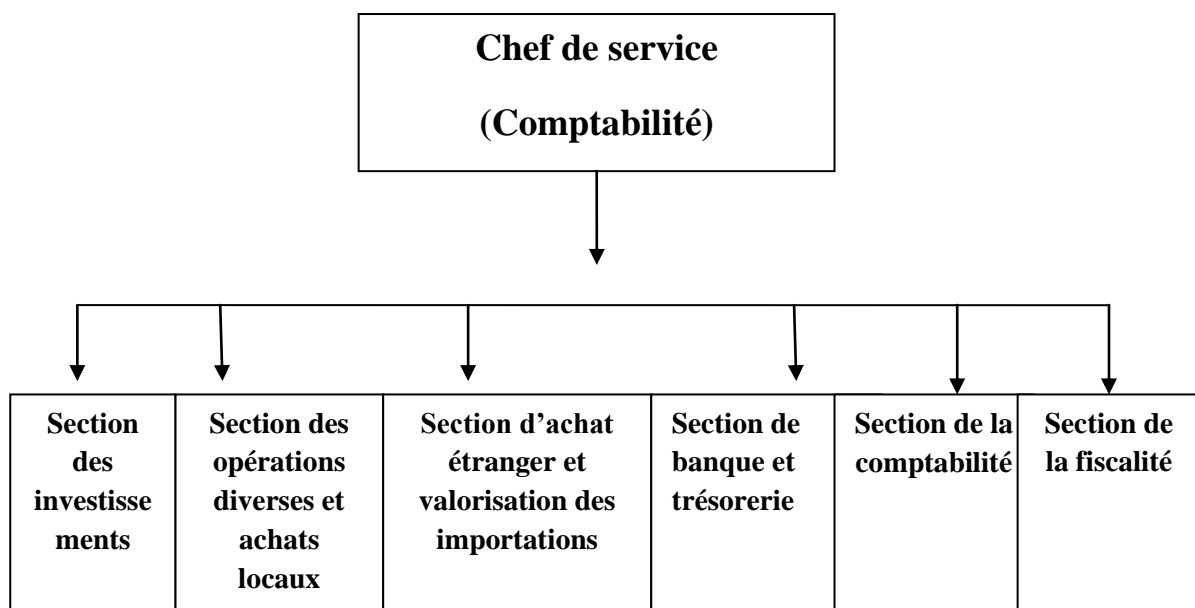 Chef de service
(Comptabilité)
Section
des
investisse
ments
Section des
opérations
diverses et
achats
locaux
Section d’achat
étranger et
valorisation des
importations
Section de
banque et
trésorerie
Section de la
comptabilité
Section de
la fiscalité